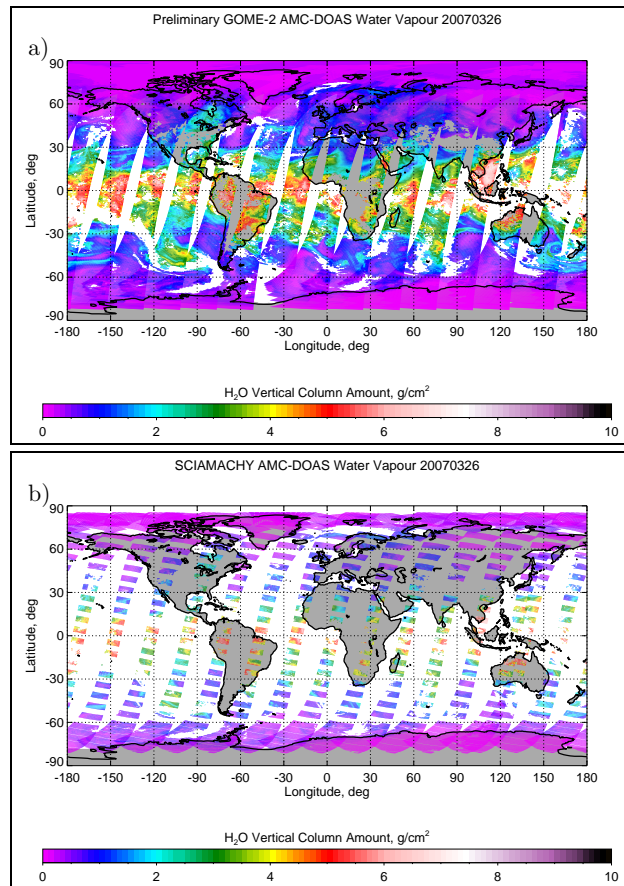 Preliminary GOME-2 AMC-DOAS Water Vapour 20070326
a)
90
60
30
0
-30
-60
-90
Latitude, deg
-180 -150 -120 -90 -60 -30 0 30 60 90 120 150 180
Longitude, deg
H₂O Vertical Column Amount, g/cm²
0 2 4 6 8 10
SCIAMACHY AMC-DOAS Water Vapour 20070326
b)
90
60
30
0
-30
-60
-90
Latitude, deg
-180 -150 -120 -90 -60 -30 0 30 60 90 120 150 180
Longitude, deg
H₂O Vertical Column Amount, g/cm²
0 2 4 6 8 10